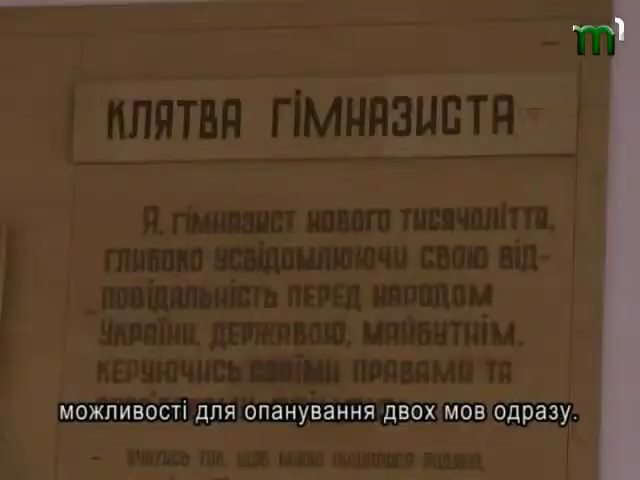 m
КЛЯТВА ГІМНАЗИСТА
Я, ГІМНАЗИСТ НОВОГО ТИСЯЧОЛІТТЯ,
ГЛИБОКО УСВІДОМЛЮЮЧИ СВОЮ ВІД-
ПОВІДАЛЬНІСТЬ ПЕРЕД НАРОДОМ
УКРАЇНИ, ДЕРЖАВОЮ, МАЙБУТНІМ,
КЕРУЮЧИСЬ СВОЇМИ ПРАВАМИ ТА
можливості для опанування двох мов одразу.